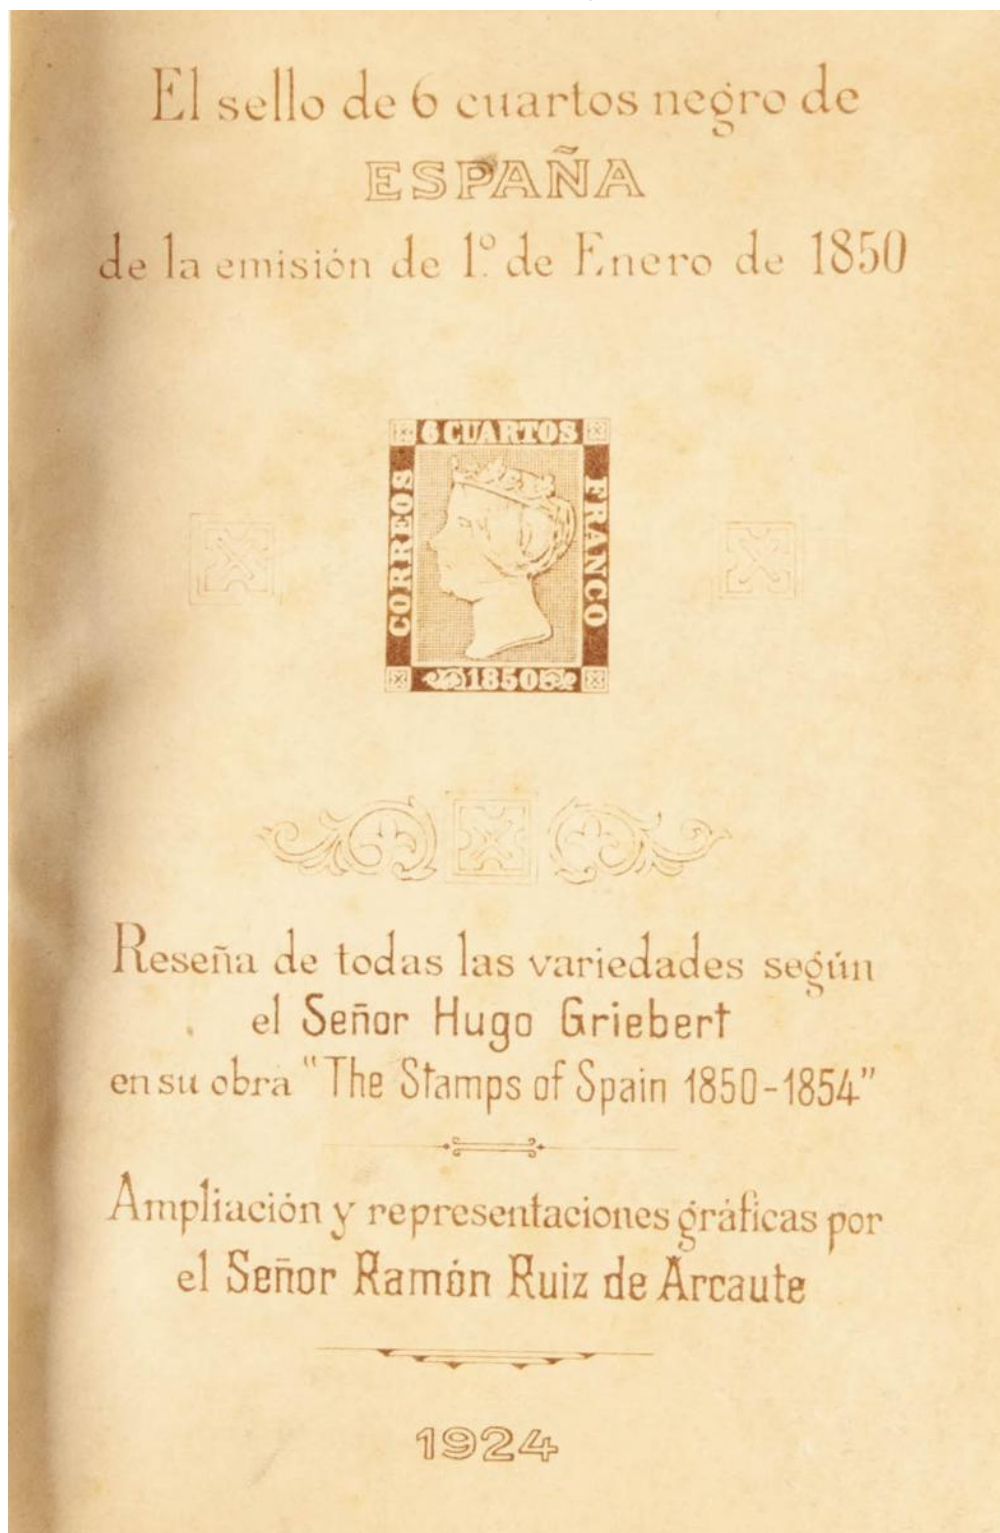 El sello de 6 cuartos negro de
ESPAÑA
de la emisión de 1.º de Enero de 1850
6 CUARTOS
CORREOS
FRANCO
1850
Reseña de todas las variedades según
el Señor Hugo Griebert
en su obra "The Stamps of Spain 1850-1854"
Ampliación y representaciones gráficas por
el Señor Ramón Ruiz de Arcaute
1924